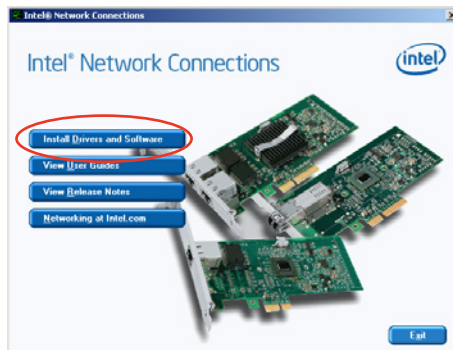 Intel® Network Connections
Intel® Network Connections
(intel)
Install Drivers and Software
View User Guides
View Release Notes
Networking at Intel.com
Exit